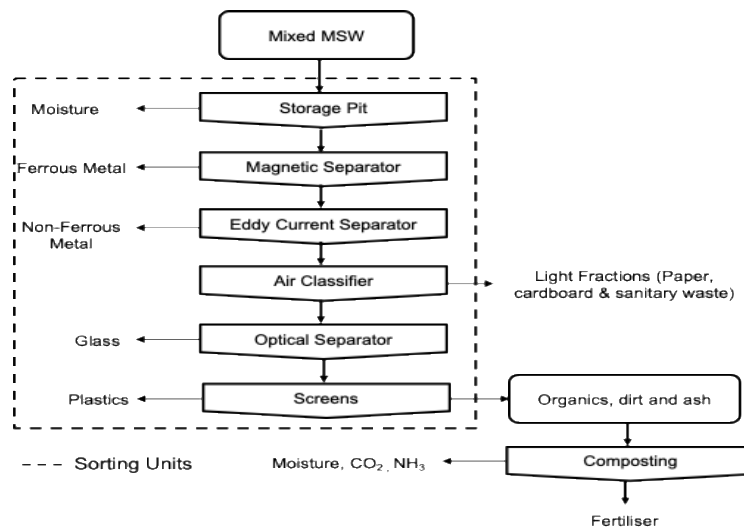 Mixed MSW
Moisture
Storage Pit
Ferrous Metal
Magnetic Separator
Non-Ferrous
Metal
Eddy Current Separator
Air Classifier
Light Fractions (Paper,
cardboard & sanitary waste)
Glass
Optical Separator
Plastics
Screens
Organics, dirt and ash
--- Sorting Units
Moisture, CO₂ , NH₃
Composting
Fertiliser